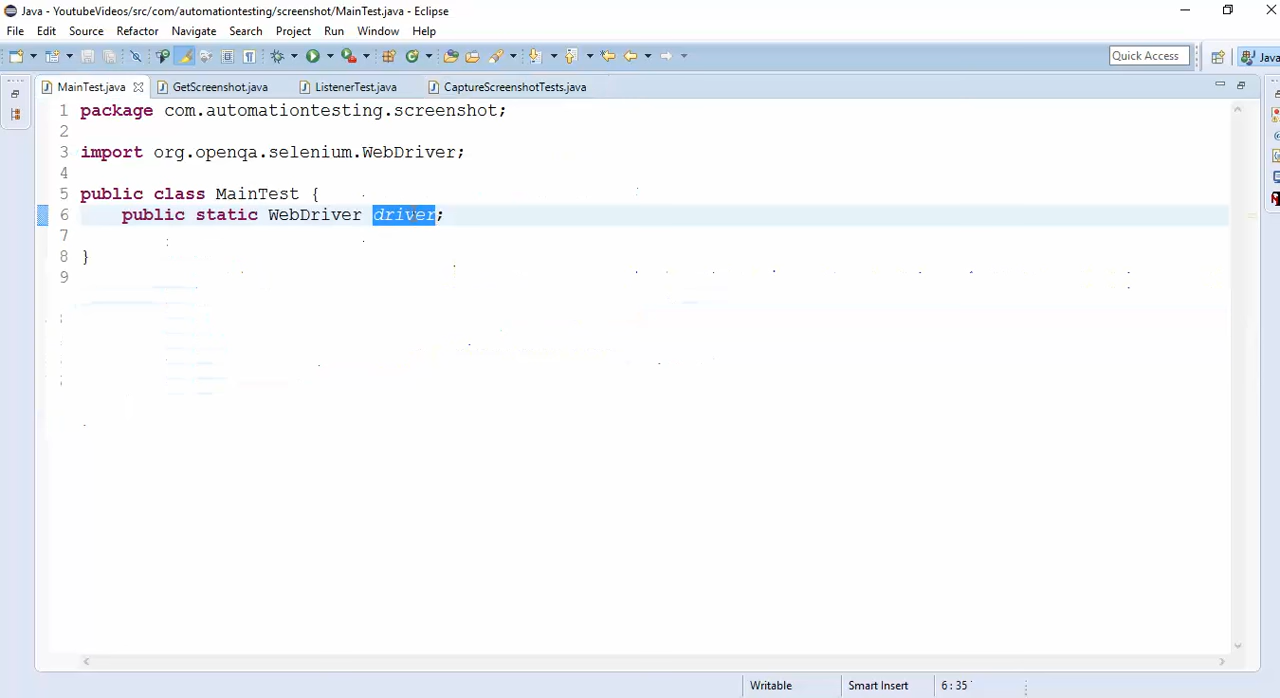 Java - YoutubeVideos/src/com/automationtesting/screenshot/MainTest.java - Eclipse
File Edit Source Refactor Navigate Search Project Run Window Help
Quick Access
Java
MainTest.java GetScreenshot.java ListenerTest.java CaptureScreenshotTests.java
1 package com.automationtesting.screenshot;
2
3 import org.openqa.selenium.WebDriver;
4
5 public class MainTest {
6 public static WebDriver driver;
7
8 }
9
Writable Smart Insert 6 : 35